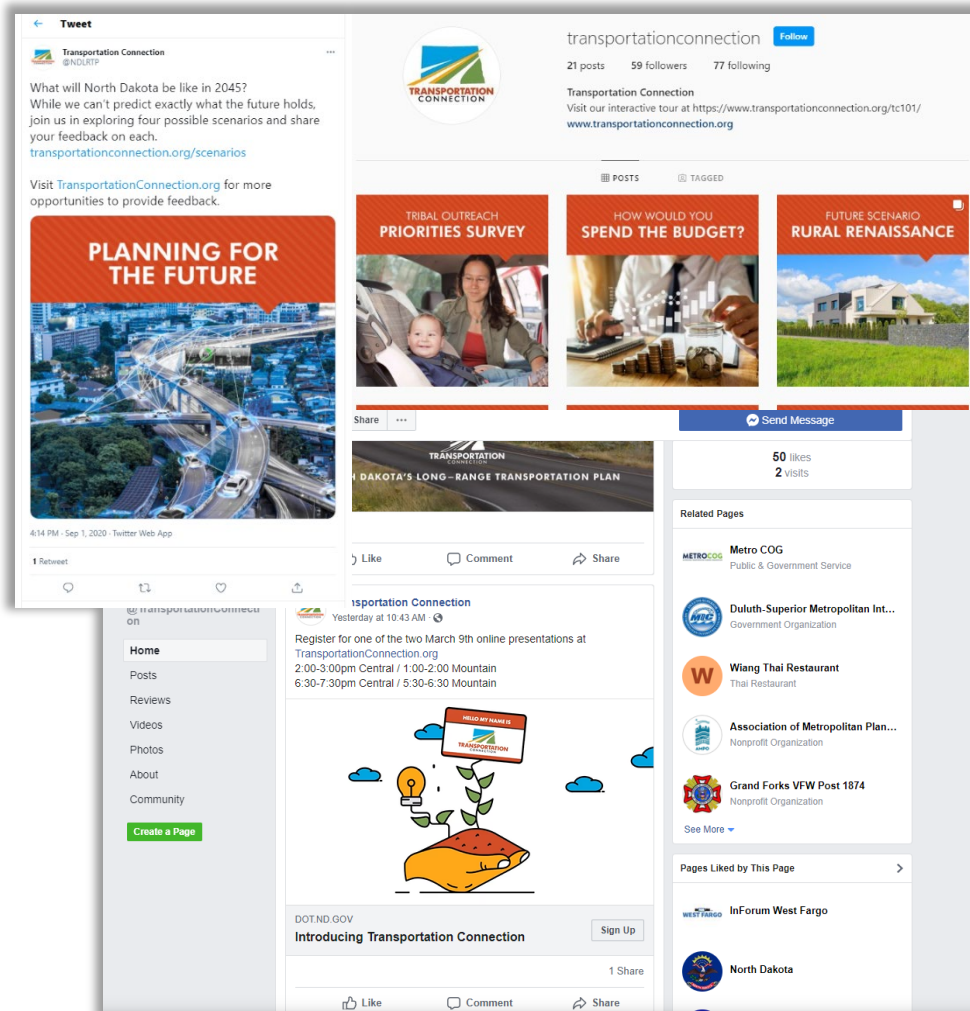 Tweet
Transportation Connection
@NDLRTP
What will North Dakota be like in 2045?
While we can't predict exactly what the future holds,
join us in exploring four possible scenarios and share
your feedback on each.
transportationconnection.org/scenarios
Visit TransportationConnection.org for more
opportunities to provide feedback.
PLANNING FOR
THE FUTURE
4:14 PM · Sep 1, 2020 · Twitter Web App
1 Retweet
TRANSPORTATION
CONNECTION
transportationconnection
Follow
21 posts 59 followers 77 following
Transportation Connection
Visit our interactive tour at https://www.transportationconnection.org/tc101/
www.transportationconnection.org
POSTS TAGGED
TRIBAL OUTREACH
PRIORITIES SURVEY
HOW WOULD YOU
SPEND THE BUDGET?
FUTURE SCENARIO
RURAL RENAISSANCE
Share ...
TRANSPORTATION
CONNECTION
H DAKOTA'S LONG-RANGE TRANSPORTATION PLAN
Like Comment Share
@TransportationConnecti
on
Home
Posts
Reviews
Videos
Photos
About
Community
Create a Page
nsportation Connection
Yesterday at 10:43 AM ·
Register for one of the two March 9th online presentations at
TransportationConnection.org
2:00-3:00pm Central / 1:00-2:00 Mountain
6:30-7:30pm Central / 5:30-6:30 Mountain
HELLO MY NAME IS
TRANSPORTATION
CONNECTION
DOT.ND.GOV
Introducing Transportation Connection
Sign Up
1 Share
Like Comment Share
Send Message
50 likes
2 visits
Related Pages
METROCOG
Metro COG
Public & Government Service
MIC
Duluth-Superior Metropolitan Int...
Government Organization
W
Wiang Thai Restaurant
Thai Restaurant
AMPO
Association of Metropolitan Plan...
Nonprofit Organization
Grand Forks VFW Post 1874
Nonprofit Organization
See More
Pages Liked by This Page
WEST FARGO
InForum West Fargo
North Dakota